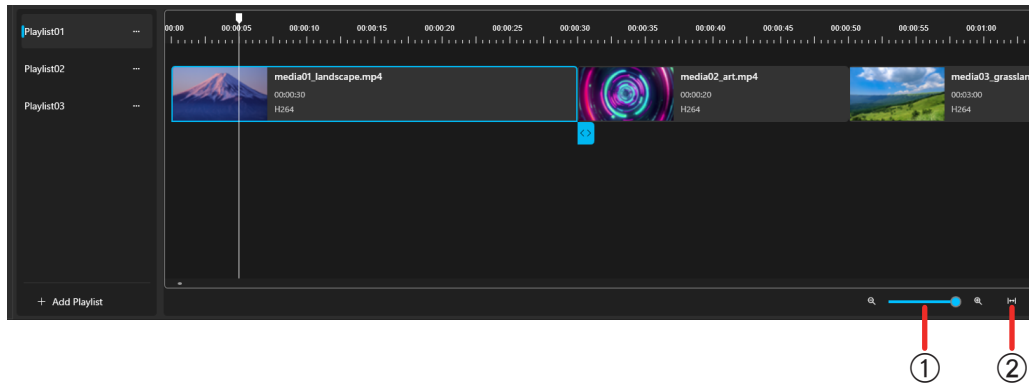 Playlist01
Playlist02
Playlist03
+ Add Playlist
00:00 00:00:05 00:00:10 00:00:15 00:00:20 00:00:25 00:00:30 00:00:35 00:00:40 00:00:45 00:00:50 00:00:55 00:01:00
media01_landscape.mp4
00:00:30
H264
media02_art.mp4
00:00:20
H264
media03_grasslan
00:03:00
H264
① ②